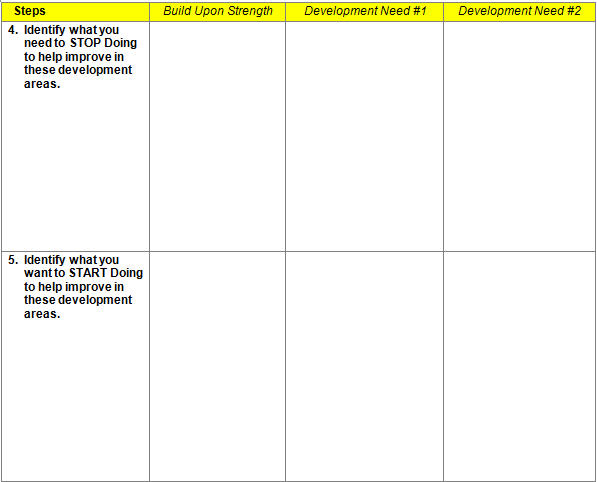 Steps Build Upon Strength Development Need #1 Development Need #2
4. Identify what you
need to STOP Doing
to help improve in
these development
areas.
5. Identify what you
want to START Doing
to help improve in
these development
areas.